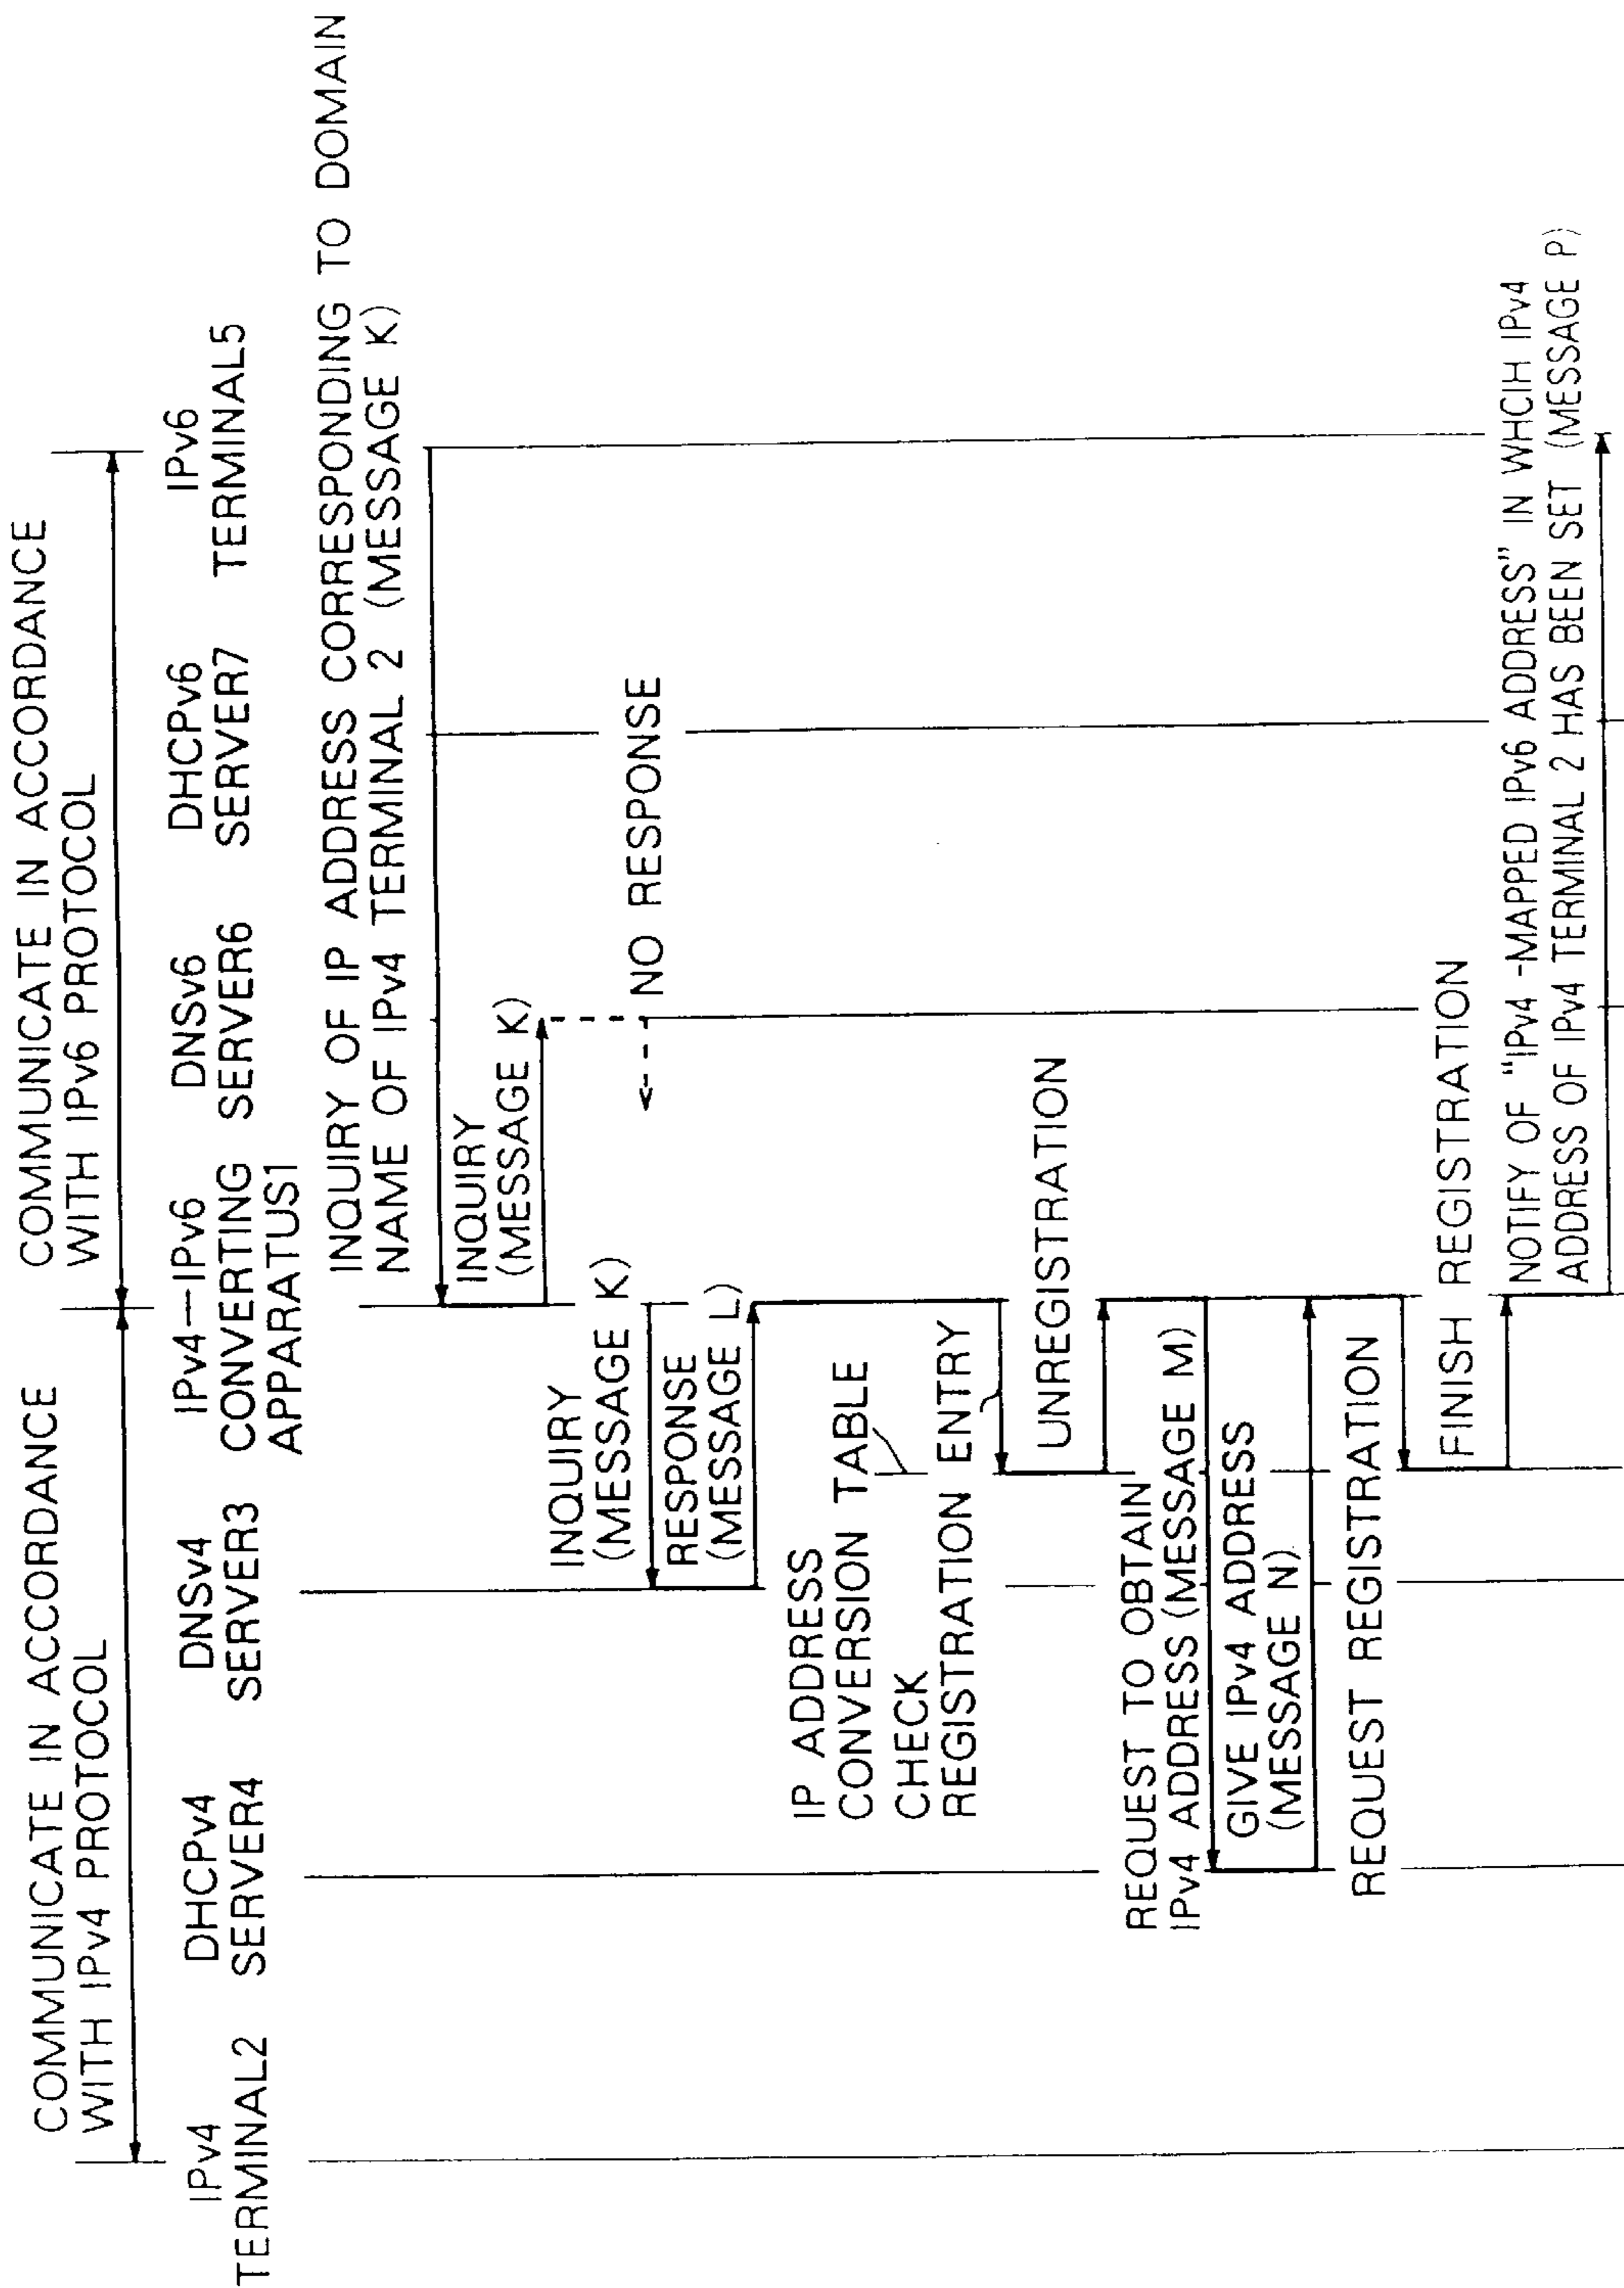 COMMUNICATE IN ACCORDANCE
WITH IPv4 PROTOCOL
COMMUNICATE IN ACCORDANCE
WITH IPv6 PROTOCOL
IPv4
TERMINAL2
DHCPv4
SERVER4
DNSv4
SERVER3
IPv4—IPv6
CONVERTING
APPARATUS1
DNSv6
SERVER6
DHCPv6
SERVER7
IPv6
TERMINAL5
INQUIRY OF IP ADDRESS CORRESPONDING TO DOMAIN
NAME OF IPv4 TERMINAL 2 (MESSAGE K)
INQUIRY
(MESSAGE K)
NO RESPONSE
INQUIRY
(MESSAGE K)
RESPONSE
(MESSAGE L)
IP ADDRESS
CONVERSION TABLE
CHECK
REGISTRATION ENTRY
UNREGISTRATION
REQUEST TO OBTAIN
IPv4 ADDRESS (MESSAGE M)
GIVE IPv4 ADDRESS
(MESSAGE N)
REQUEST REGISTRATION
FINISH REGISTRATION
NOTIFY OF "IPv4 -MAPPED IPv6 ADDRESS" IN WHCIH IPv4
ADDRESS OF IPv4 TERMINAL 2 HAS BEEN SET (MESSAGE P)